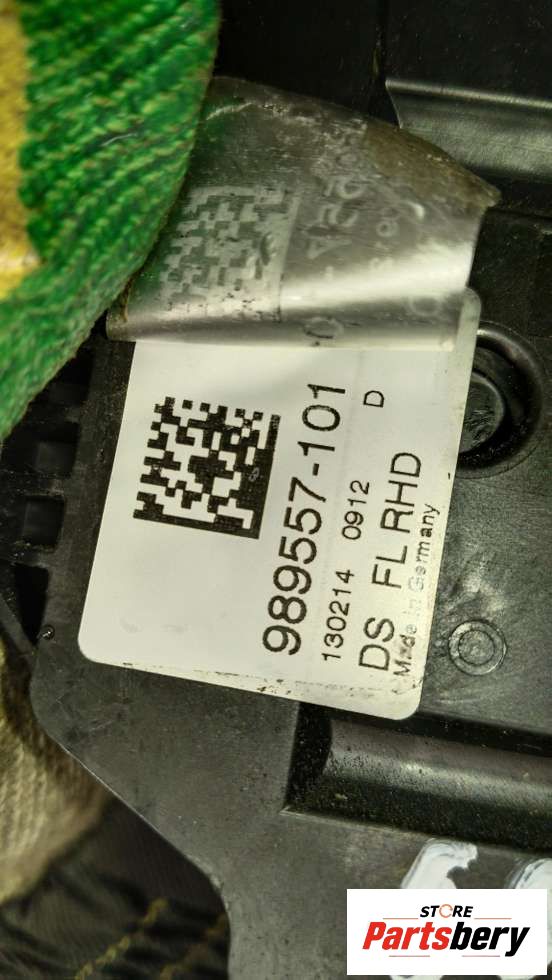 989557-101
130214 0912 D
DS FL RHD
Made in Germany
STORE
Partsbery